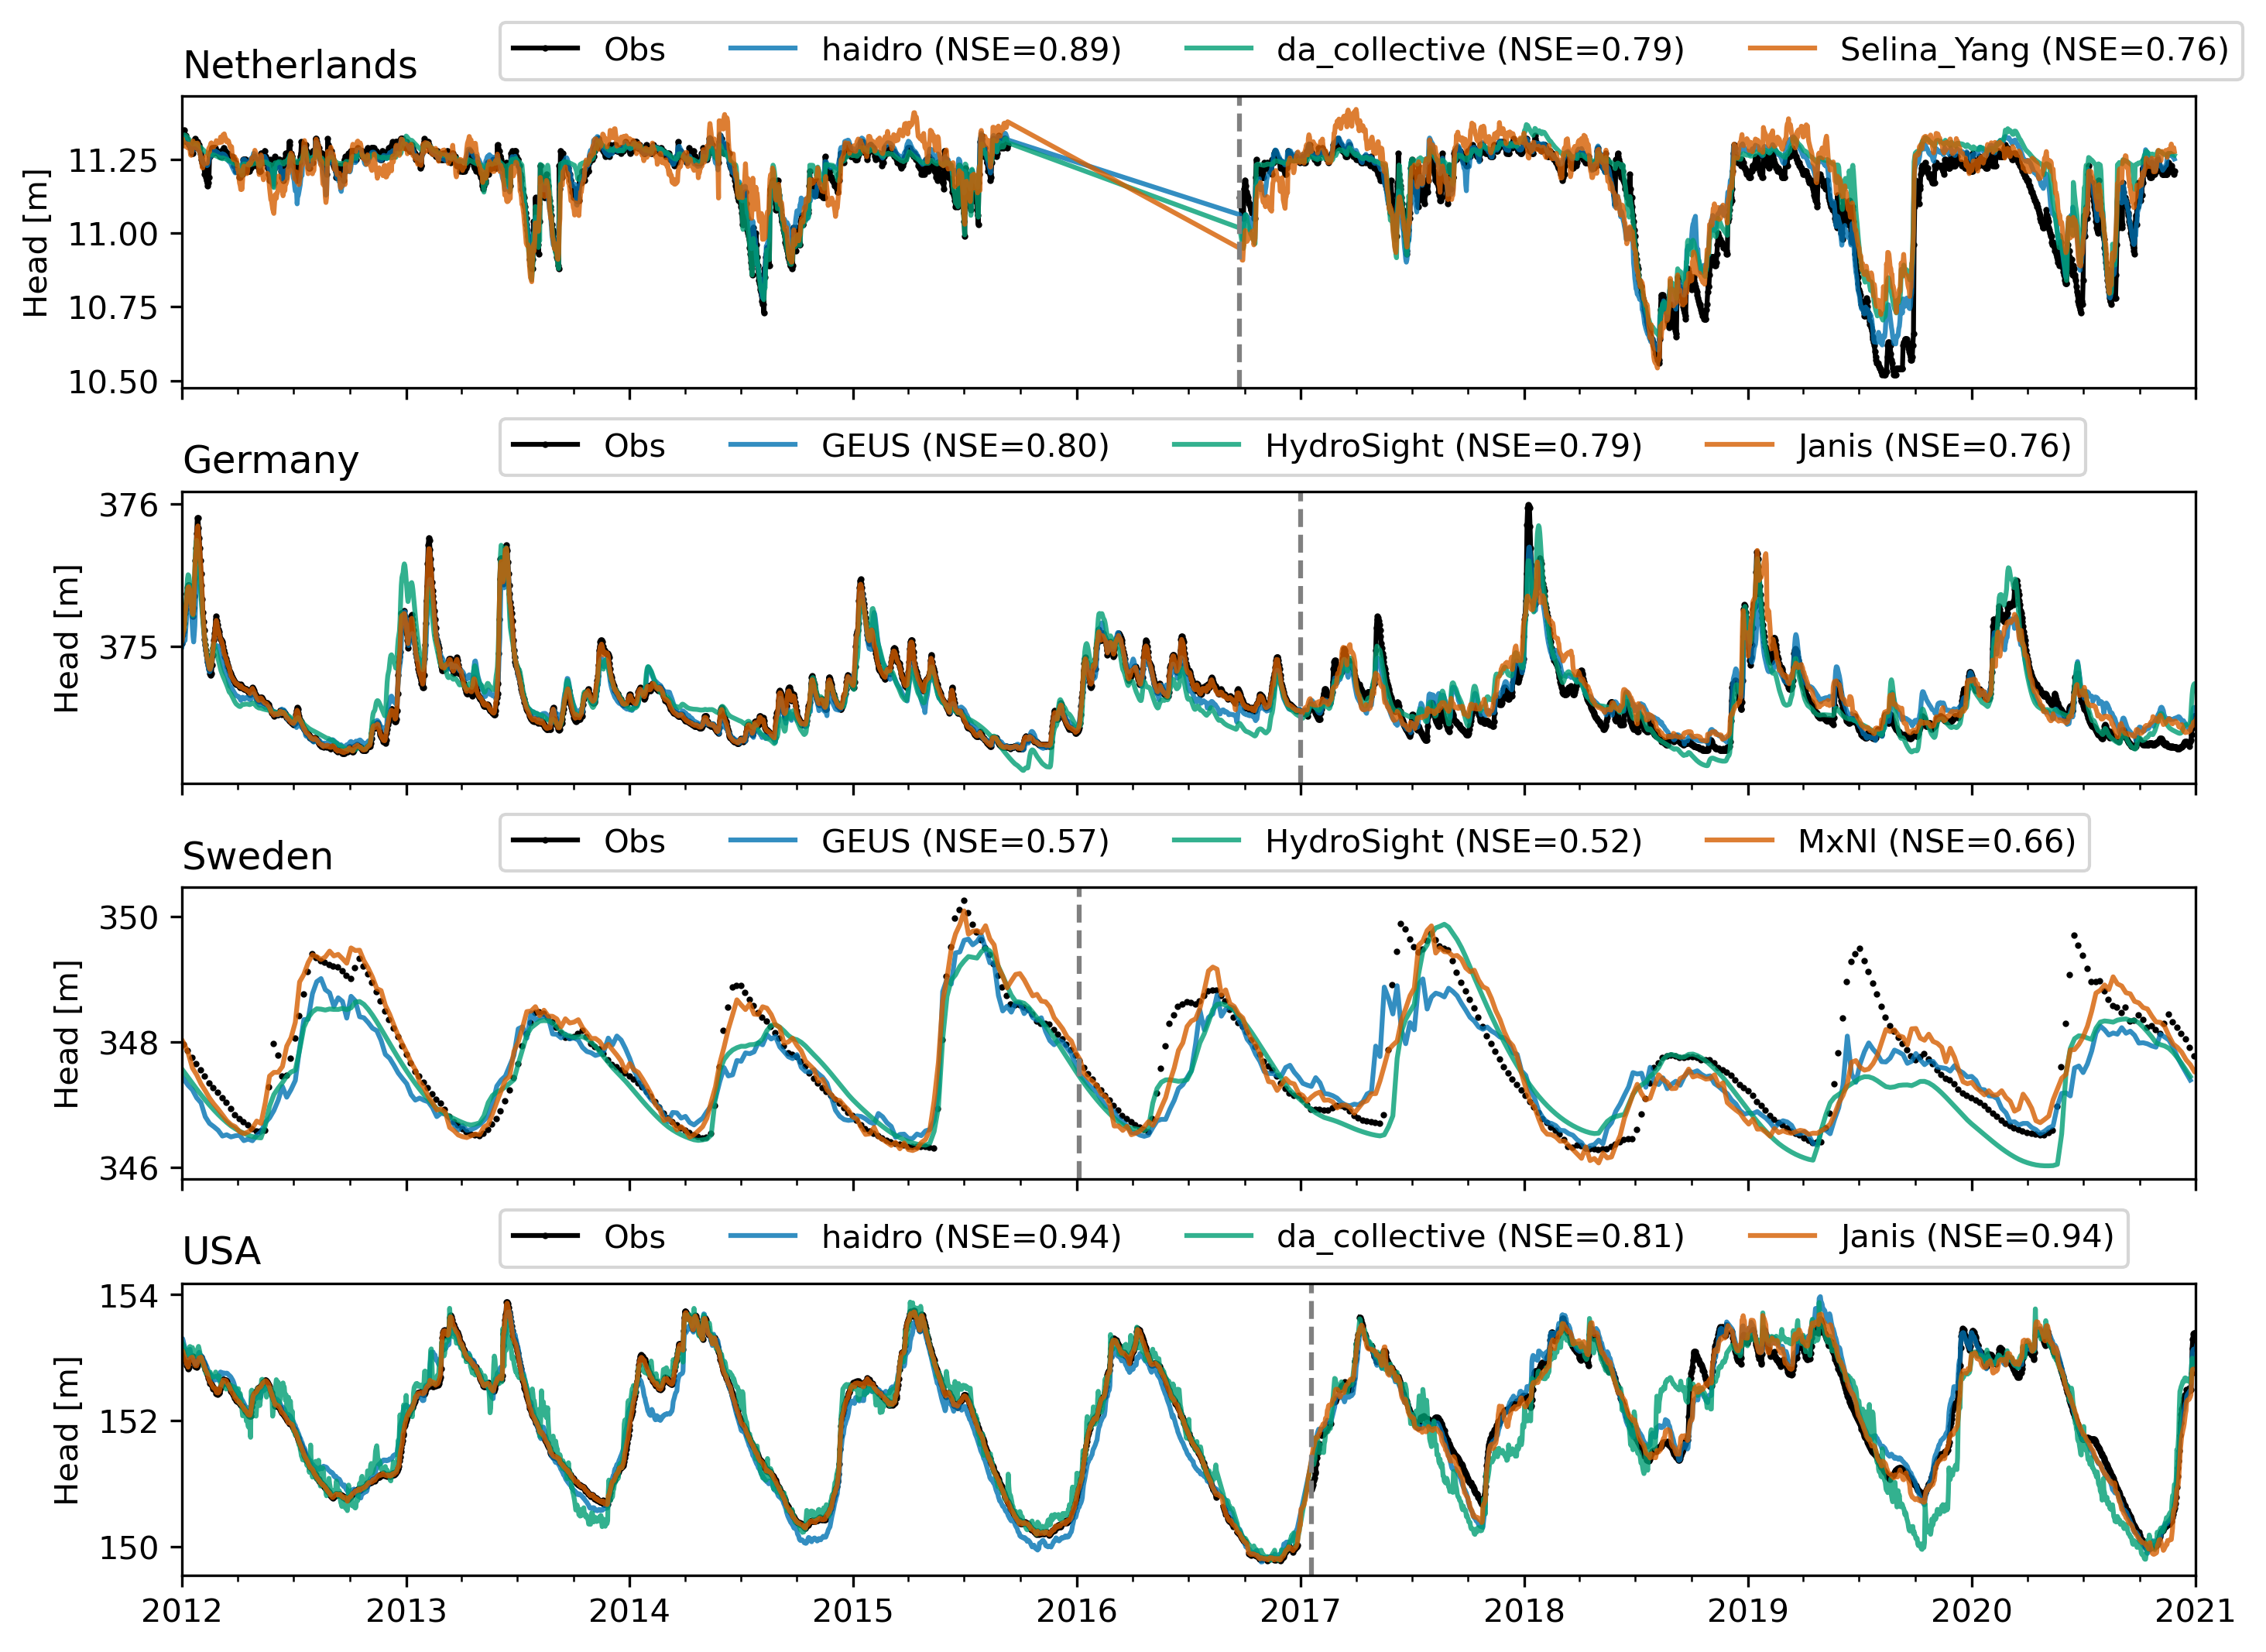 Netherlands
Obs haidro (NSE=0.89) da_collective (NSE=0.79) Selina_Yang (NSE=0.76)
Head [m]
11.25
11.00
10.75
10.50
Germany
Obs GEUS (NSE=0.80) HydroSight (NSE=0.79) Janis (NSE=0.76)
Head [m]
376
375
Sweden
Obs GEUS (NSE=0.57) HydroSight (NSE=0.52) MxNl (NSE=0.66)
Head [m]
350
348
346
USA
Obs haidro (NSE=0.94) da_collective (NSE=0.81) Janis (NSE=0.94)
Head [m]
154
152
150
2012 2013 2014 2015 2016 2017 2018 2019 2020 2021